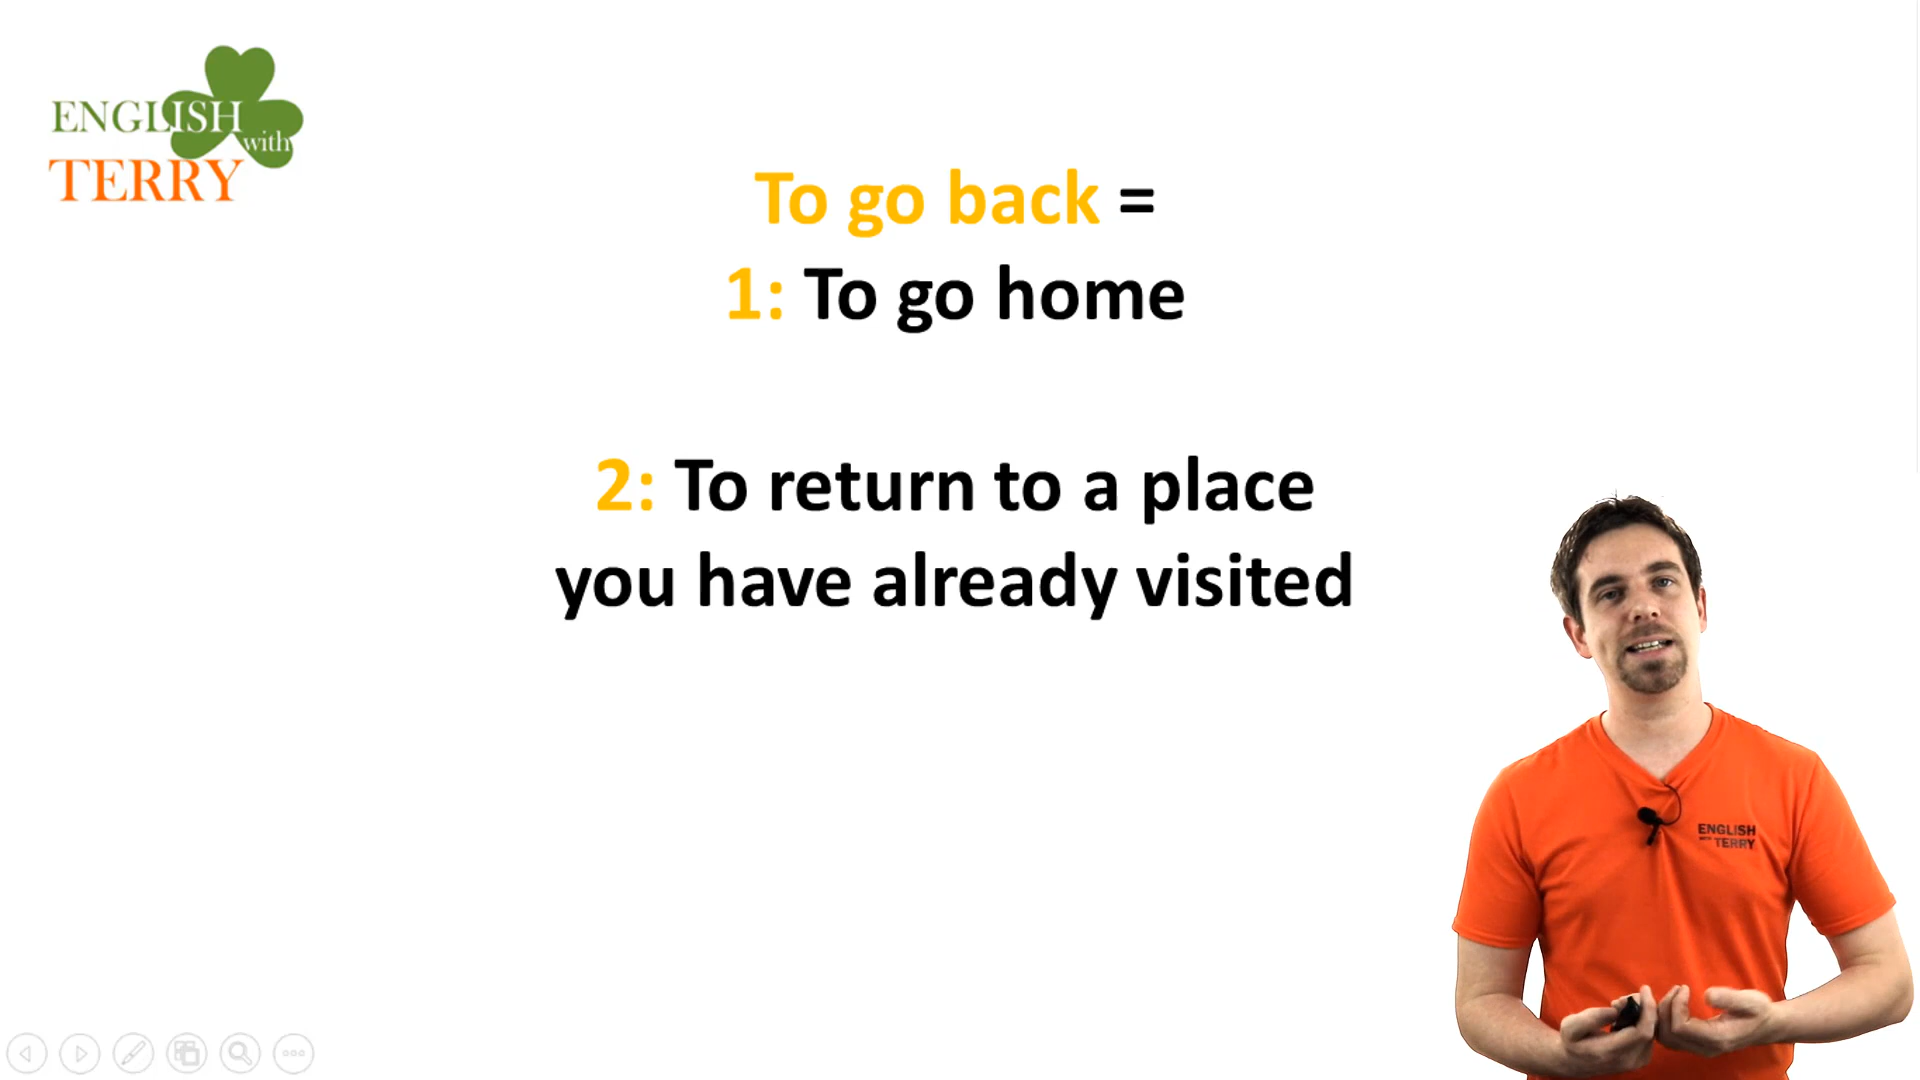 ENGLISH
with
TERRY
To go back =
1: To go home
2: To return to a place
you have already visited
ENGLISH
WITH TERRY